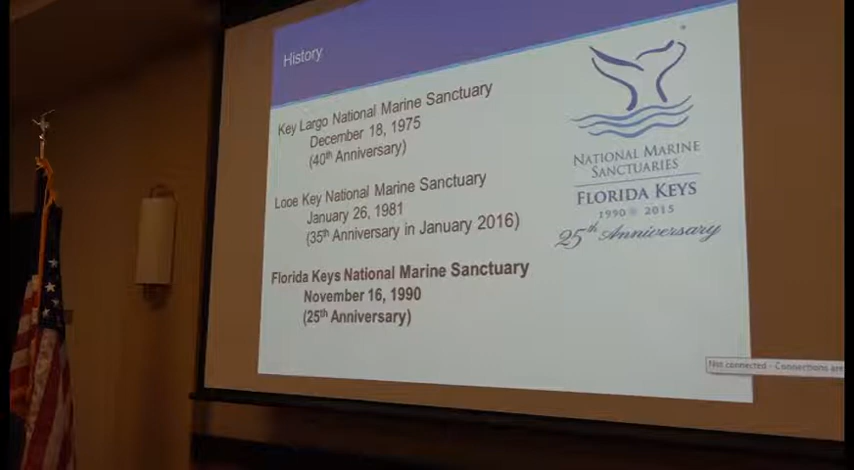 History
Key Largo National Marine Sanctuary
December 18, 1975
(40th Anniversary)
Looe Key National Marine Sanctuary
January 26, 1981
(35th Anniversary in January 2016)
Florida Keys National Marine Sanctuary
November 16, 1990
(25th Anniversary)
NATIONAL MARINE
SANCTUARIES
FLORIDA KEYS
1990 2015
25th Anniversary
Not connected - Connections are